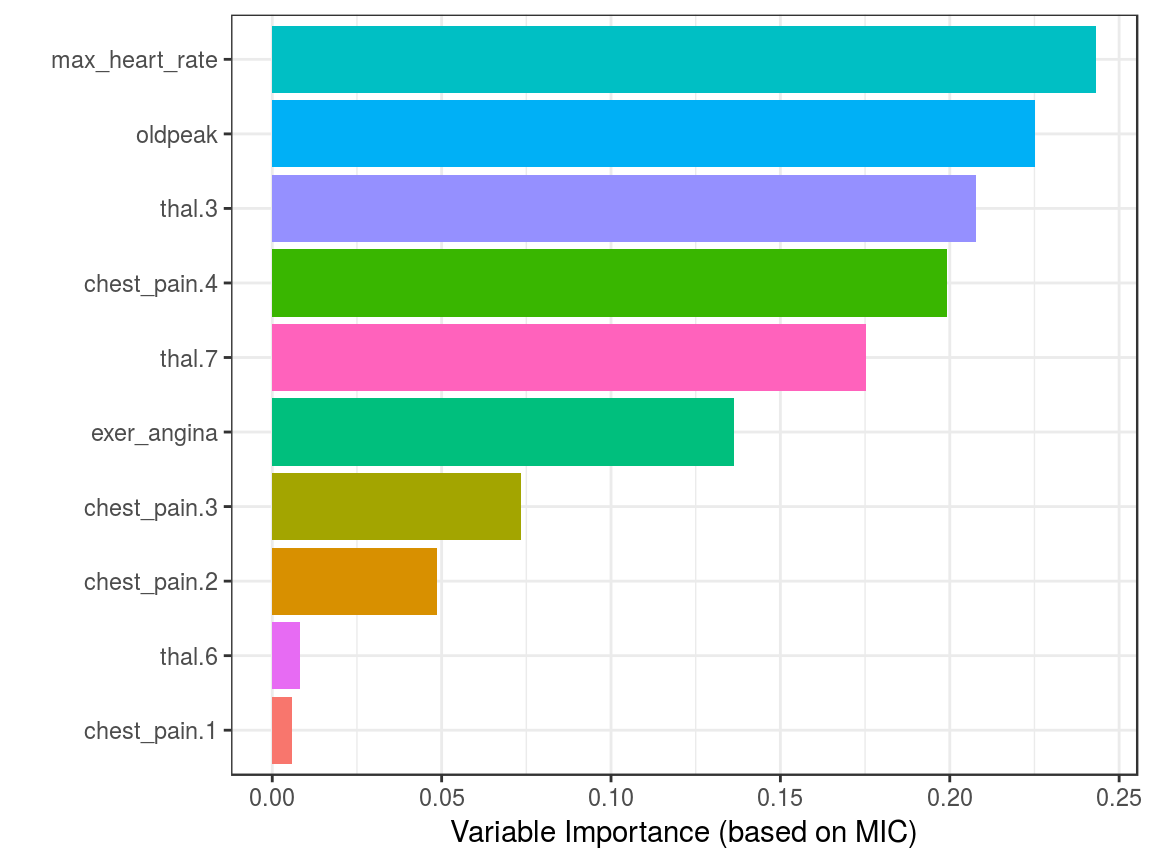 max_heart_rate
oldpeak
thal.3
chest_pain.4
thal.7
exer_angina
chest_pain.3
chest_pain.2
thal.6
chest_pain.1
0.00 0.05 0.10 0.15 0.20 0.25
Variable Importance (based on MIC)